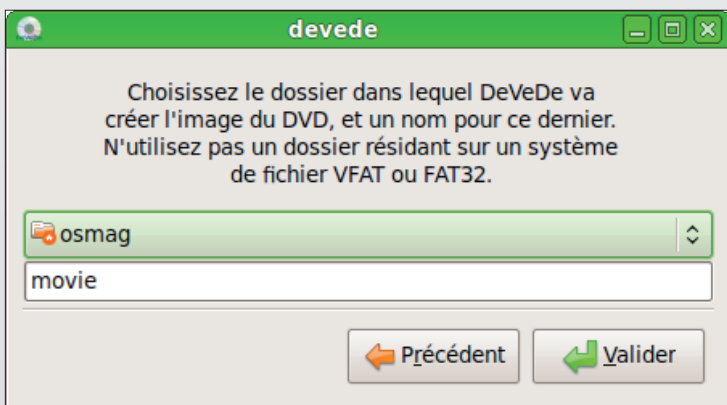 devede
Choisissez le dossier dans lequel DeVeDe va
créer l'image du DVD, et un nom pour ce dernier.
N'utilisez pas un dossier résidant sur un système
de fichier VFAT ou FAT32.
osmag
movie
Précédent Valider